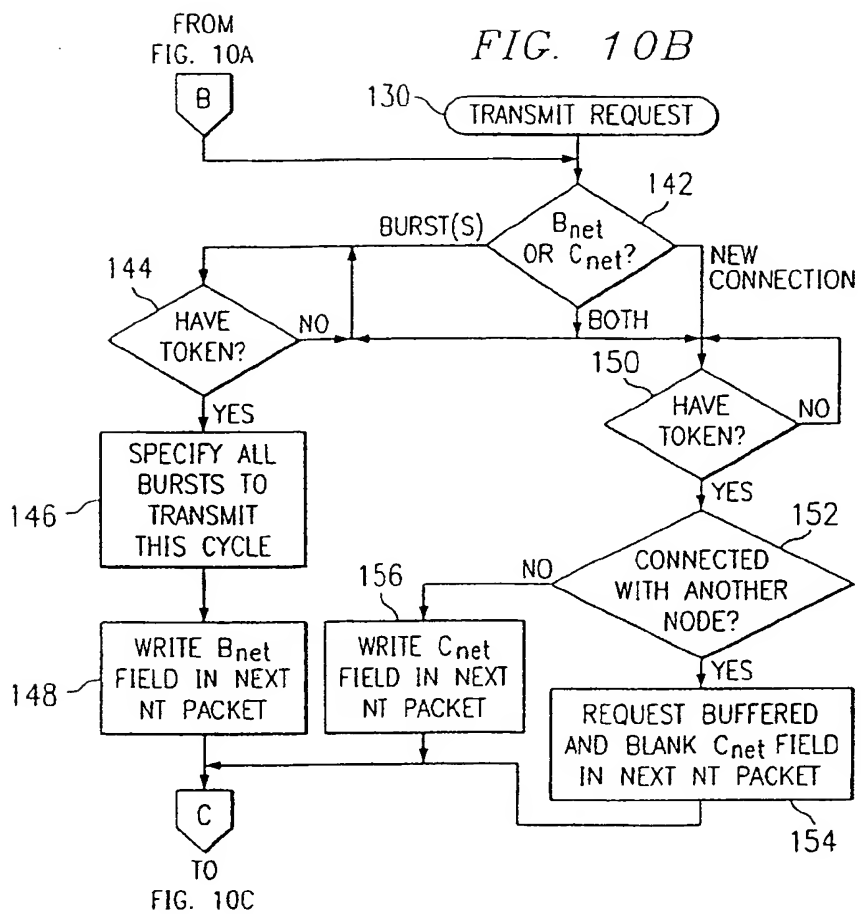 FROM
FIG. 10A
B
FIG. 10B
130
TRANSMIT REQUEST
142
Bnet
OR Cnet?
BURST(S)
NEW
CONNECTION
BOTH
144
HAVE
TOKEN?
NO
YES
150
HAVE
TOKEN?
NO
YES
146
SPECIFY ALL
BURSTS TO
TRANSMIT
THIS CYCLE
152
CONNECTED
WITH ANOTHER
NODE?
NO
YES
156
148
WRITE Bnet
FIELD IN NEXT
NT PACKET
WRITE Cnet
FIELD IN NEXT
NT PACKET
REQUEST BUFFERED
AND BLANK Cnet FIELD
IN NEXT NT PACKET
154
C
TO
FIG. 10C